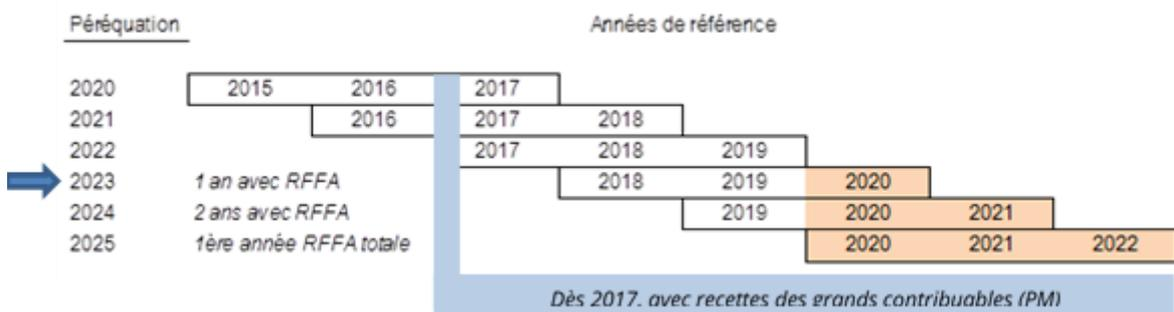 Péréquation Années de référence
2020 2015 2016 2017
2021 2016 2017 2018
2022 2017 2018 2019
2023 1 an avec RFFA 2018 2019 2020
2024 2 ans avec RFFA 2019 2020 2021
2025 1ère année RFFA totale 2020 2021 2022
Dès 2017, avec recettes des grands contribuables (PM)